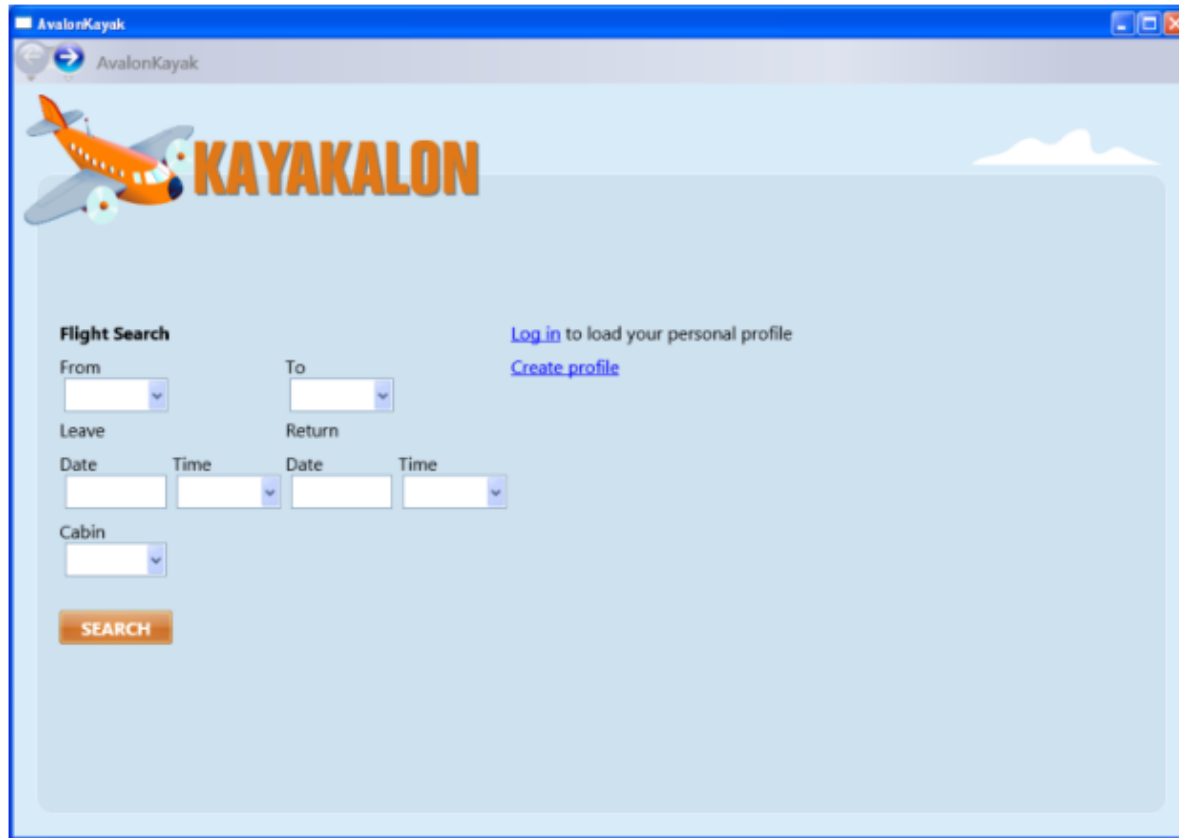 AvalonKayak
AvalonKayak
KAYAKALON
Flight Search
Log in to load your personal profile
From To
Create profile
Leave Return
Date Time Date Time
Cabin
SEARCH